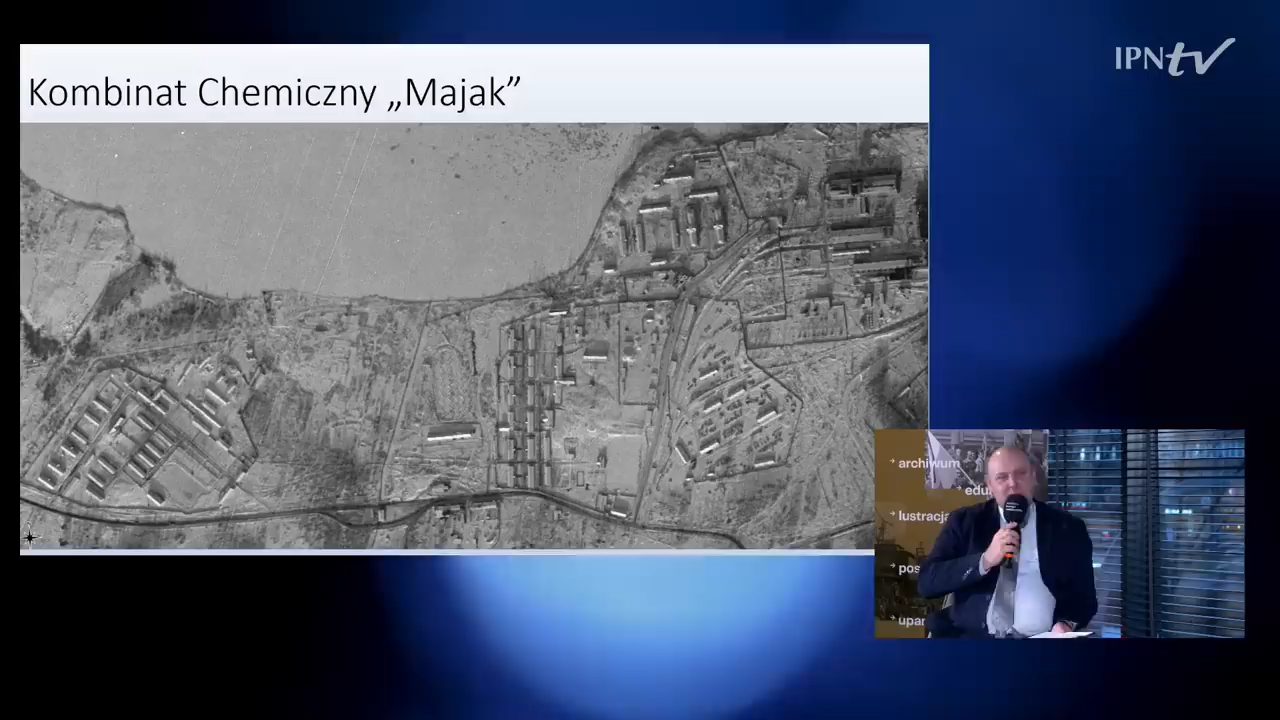 Kombinat Chemiczny „Majak”
IPNtv
→ archiwum
→ edu
→ lustracja
→ pos
→ upa